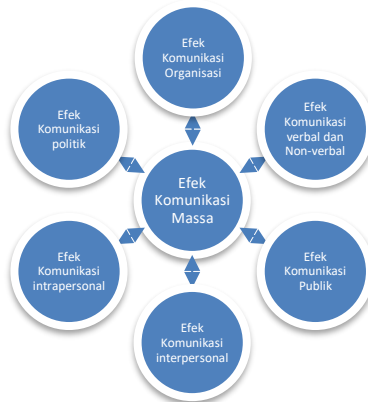 Efek
Komunikasi
Organisasi
Efek
Komunikasi
verbal dan
Non-verbal
Efek
Komunikasi
Publik
Efek
Komunikasi
interpersonal
Efek
Komunikasi
intrapersonal
Efek
Komunikasi
politik
Efek
Komunikasi
Massa